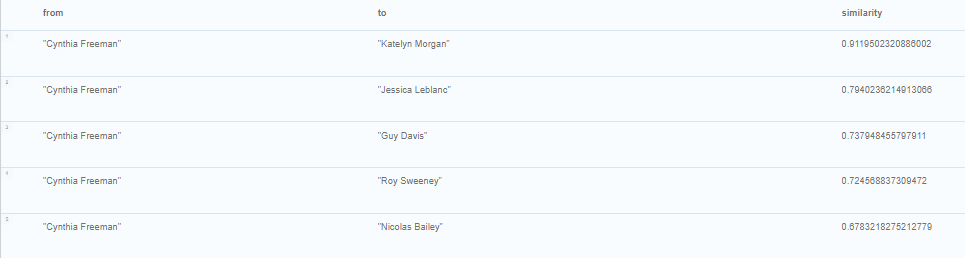 from to similarity
1 "Cynthia Freeman" "Katelyn Morgan" 0.9119502320886002
2 "Cynthia Freeman" "Jessica Leblanc" 0.7940236214913066
3 "Cynthia Freeman" "Guy Davis" 0.737948455797911
4 "Cynthia Freeman" "Roy Sweeney" 0.724568837309472
5 "Cynthia Freeman" "Nicolas Bailey" 0.6783218275212779